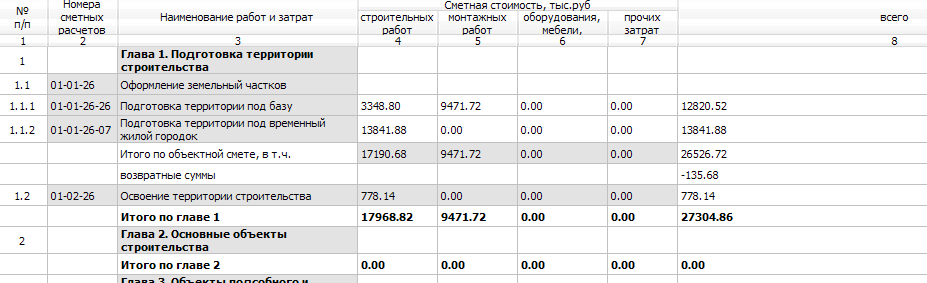 № п/п Номера сметных расчетов Наименование работ и затрат Сметная стоимость, тыс.руб
строительных работ монтажных работ оборудования, мебели, прочих затрат всего
1 2 3 4 5 6 7 8
1 Глава 1. Подготовка территории строительства
1.1 01-01-26 Оформление земельный частков
1.1.1 01-01-26-26 Подготовка территории под базу 3348.80 9471.72 0.00 0.00 12820.52
1.1.2 01-01-26-07 Подготовка территории под временный жилой городок 13841.88 0.00 0.00 0.00 13841.88
Итого по объектной смете, в т.ч. 17190.68 9471.72 0.00 0.00 26526.72
возвратные суммы -135.68
1.2 01-02-26 Освоение территории строительства 778.14 0.00 0.00 0.00 778.14
Итого по главе 1 17968.82 9471.72 0.00 0.00 27304.86
2 Глава 2. Основные объекты строительства
Итого по главе 2 0.00 0.00 0.00 0.00 0.00
Глава 3. Объекты подсобного и